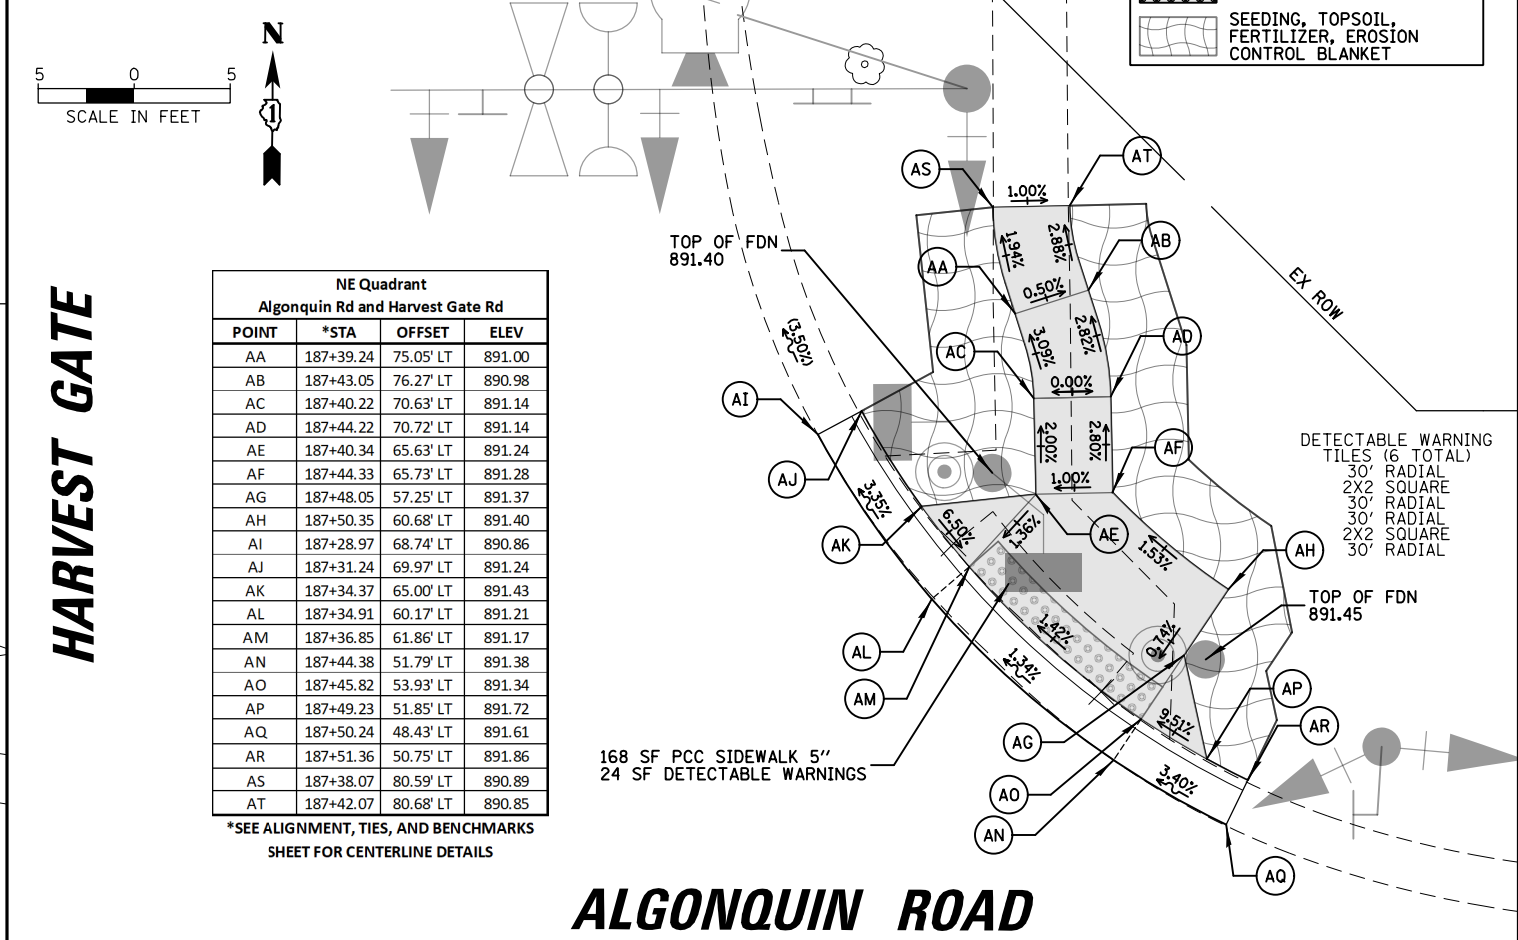 SEEDING, TOPSOIL,
FERTILIZER, EROSION
CONTROL BLANKET
N
5 0 5
SCALE IN FEET
1
HARVEST GATE
NE Quadrant
Algonquin Rd and Harvest Gate Rd
POINT *STA OFFSET ELEV
AA 187+39.24 75.05' LT 891.00
AB 187+43.05 76.27' LT 890.98
AC 187+40.22 70.63' LT 891.14
AD 187+44.22 70.72' LT 891.14
AE 187+40.34 65.63' LT 891.24
AF 187+44.33 65.73' LT 891.28
AG 187+48.05 57.25' LT 891.37
AH 187+50.35 60.68' LT 891.40
AI 187+28.97 68.74' LT 890.86
AJ 187+31.24 69.97' LT 891.24
AK 187+34.37 65.00' LT 891.43
AL 187+34.91 60.17' LT 891.21
AM 187+36.85 61.86' LT 891.17
AN 187+44.38 51.79' LT 891.38
AO 187+45.82 53.93' LT 891.34
AP 187+49.23 51.85' LT 891.72
AQ 187+50.24 48.43' LT 891.61
AR 187+51.36 50.75' LT 891.86
AS 187+38.07 80.59' LT 890.89
AT 187+42.07 80.68' LT 890.85
*SEE ALIGNMENT, TIES, AND BENCHMARKS
SHEET FOR CENTERLINE DETAILS
AS
AT
1.00%
1.94%
2.88%
AB
TOP OF FDN
891.40
AA
0.50%
EX ROW
(3.50%)
3.09%
2.82%
AC
AD
0.00%
AI
2.00%
2.80%
AF
AJ
1.00%
DETECTABLE WARNING
TILES (6 TOTAL)
30' RADIAL
2X2 SQUARE
30' RADIAL
30' RADIAL
2X2 SQUARE
30' RADIAL
3.35%
6.50%
1.36%
AE
AK
1.53%
AH
TOP OF FDN
891.45
1.42%
0.74%
AL
1.34%
AM
AP
9.51%
AR
AG
168 SF PCC SIDEWALK 5"
24 SF DETECTABLE WARNINGS
3.40%
AO
AN
AQ
ALGONQUIN ROAD